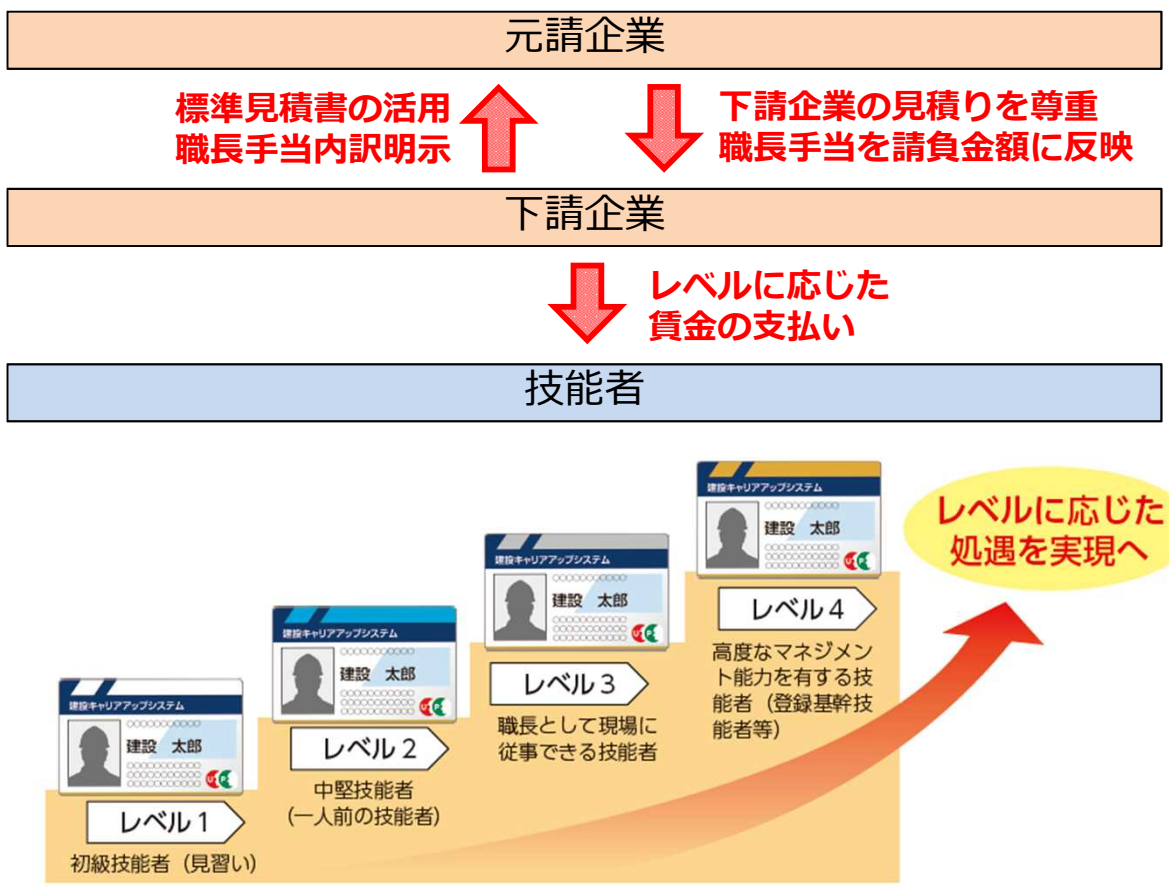 元請企業
標準見積書の活用
職長手当内訳明示
下請企業の見積りを尊重
職長手当を請負金額に反映
下請企業
レベルに応じた
賃金の支払い
技能者
レベルに応じた
処遇を実現へ
建設キャリアアップシステム
建設 太郎
レベル4
高度なマネジメン
ト能力を有する技
能者(登録基幹技
能者等)
建設キャリアアップシステム
建設 太郎
レベル3
職長として現場に
従事できる技能者
建設キャリアアップシステム
建設 太郎
レベル2
中堅技能者
(一人前の技能者)
建設キャリアアップシステム
建設 太郎
レベル1
初級技能者(見習い)